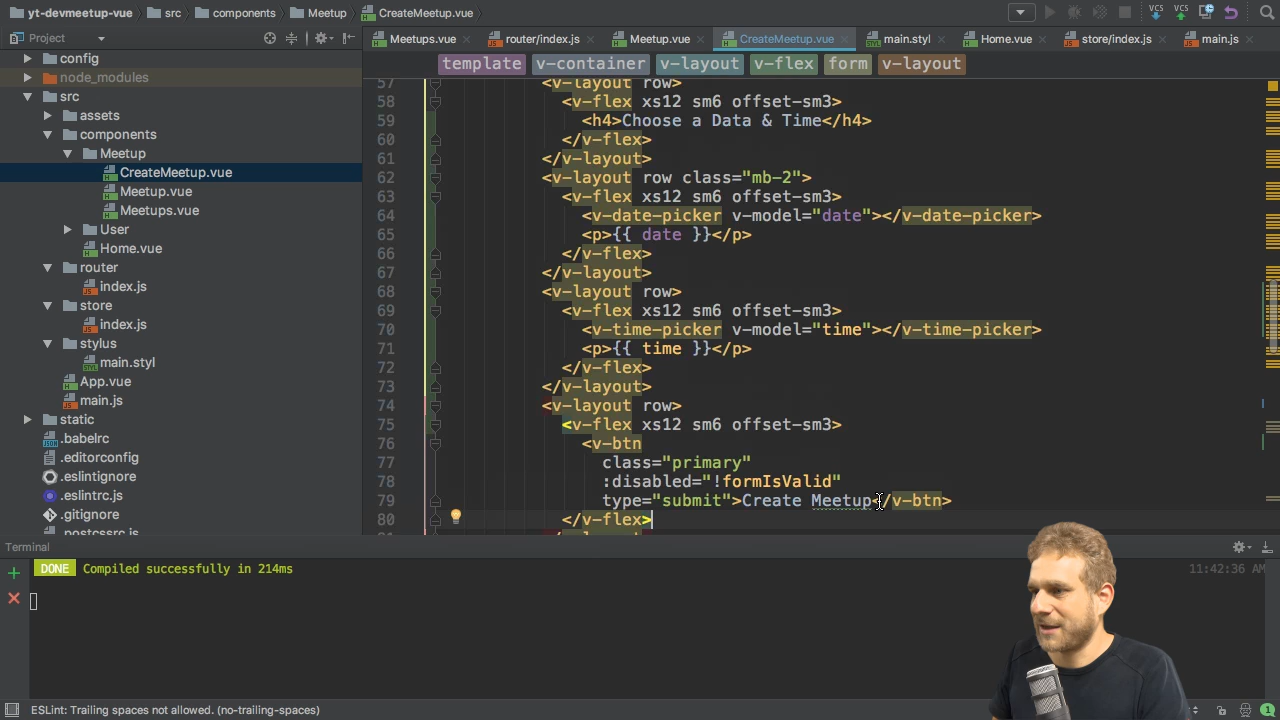 yt-devmeetup-vue src components Meetup CreateMeetup.vue
VCS VCS
Project
Meetups.vue router/index.js Meetup.vue CreateMeetup.vue main.styl Home.vue store/index.js main.js
template v-container v-layout v-flex form v-layout
config
node_modules
src
assets
components
Meetup
CreateMeetup.vue
Meetup.vue
Meetups.vue
User
Home.vue
router
index.js
store
index.js
stylus
main.styl
App.vue
main.js
static
.babelrc
.editorconfig
.eslintignore
.eslintrc.js
.gitignore
.postcssrc.js
57 <v-layout row>
58 <v-flex xs12 sm6 offset-sm3>
59 <h4>Choose a Data & Time</h4>
60 </v-flex>
61 </v-layout>
62 <v-layout row class="mb-2">
63 <v-flex xs12 sm6 offset-sm3>
64 <v-date-picker v-model="date"></v-date-picker>
65 <p>{{ date }}</p>
66 </v-flex>
67 </v-layout>
68 <v-layout row>
69 <v-flex xs12 sm6 offset-sm3>
70 <v-time-picker v-model="time"></v-time-picker>
71 <p>{{ time }}</p>
72 </v-flex>
73 </v-layout>
74 <v-layout row>
75 <v-flex xs12 sm6 offset-sm3>
76 <v-btn
77 class="primary"
78 :disabled="!formIsValid"
79 type="submit">Create Meetup</v-btn>
80 </v-flex>
Terminal
DONE Compiled successfully in 214ms 11:42:36 AM
ESLint: Trailing spaces not allowed. (no-trailing-spaces) 1